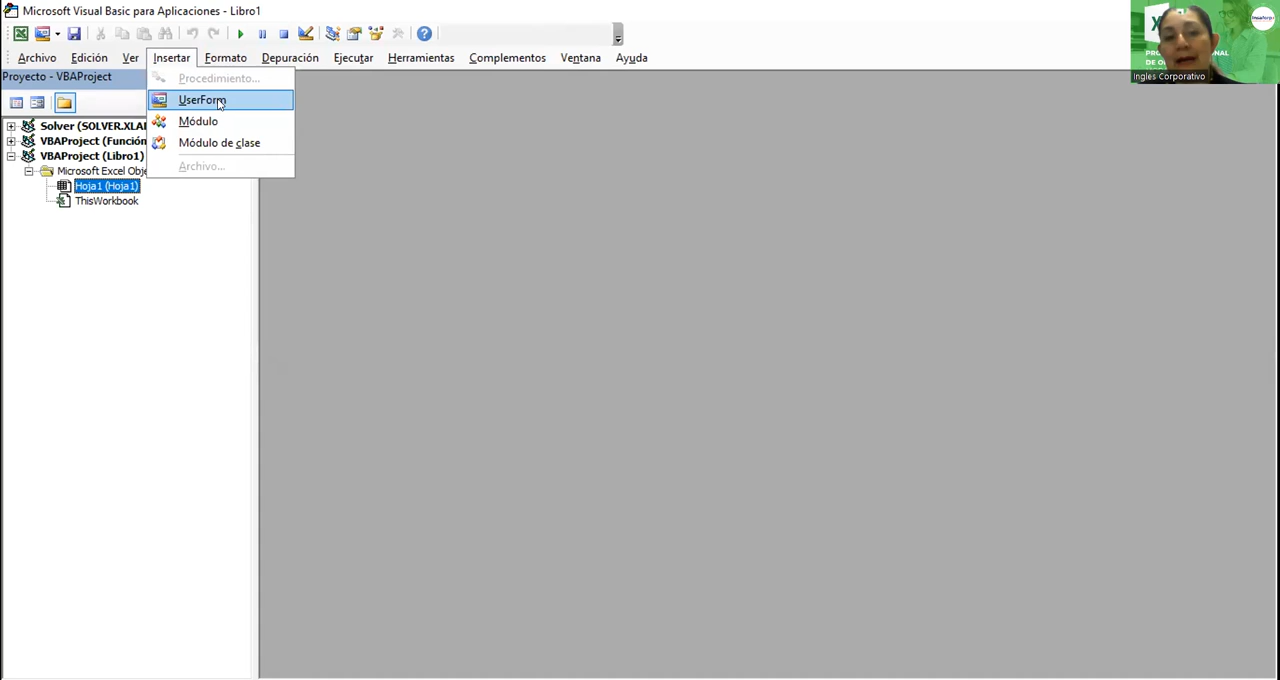 Microsoft Visual Basic para Aplicaciones - Libro1
Archivo Edición Ver Insertar Formato Depuración Ejecutar Herramientas Complementos Ventana Ayuda
Proyecto - VBAProject
Procedimiento...
UserForm
Módulo
Módulo de clase
Archivo...
Solver (SOLVER.XLA
VBAProject (Función
VBAProject (Libro1)
Microsoft Excel Obje
Hoja1 (Hoja1)
ThisWorkbook
Ingles Corporativo